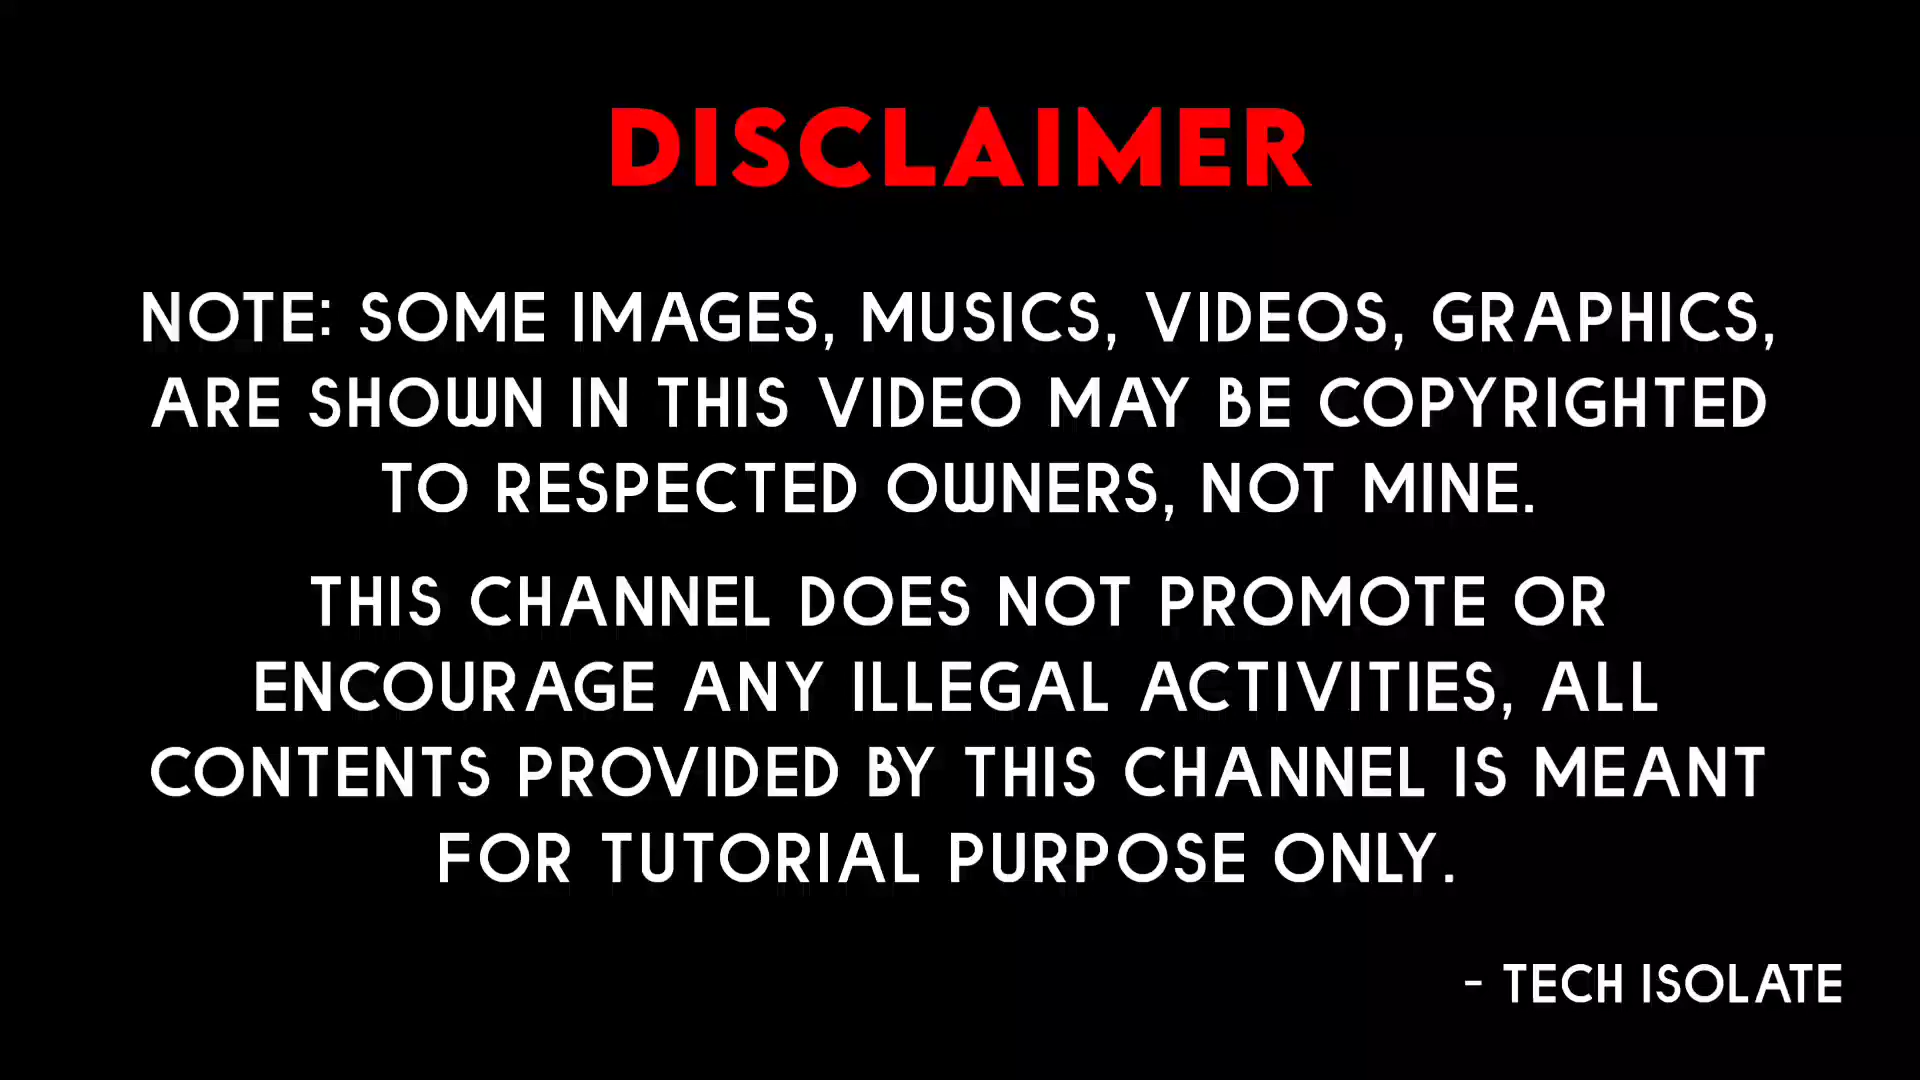 DISCLAIMER
NOTE: SOME IMAGES, MUSICS, VIDEOS, GRAPHICS,
ARE SHOWN IN THIS VIDEO MAY BE COPYRIGHTED
TO RESPECTED OWNERS, NOT MINE.
THIS CHANNEL DOES NOT PROMOTE OR
ENCOURAGE ANY ILLEGAL ACTIVITIES, ALL
CONTENTS PROVIDED BY THIS CHANNEL IS MEANT
FOR TUTORIAL PURPOSE ONLY.
- TECH ISOLATE